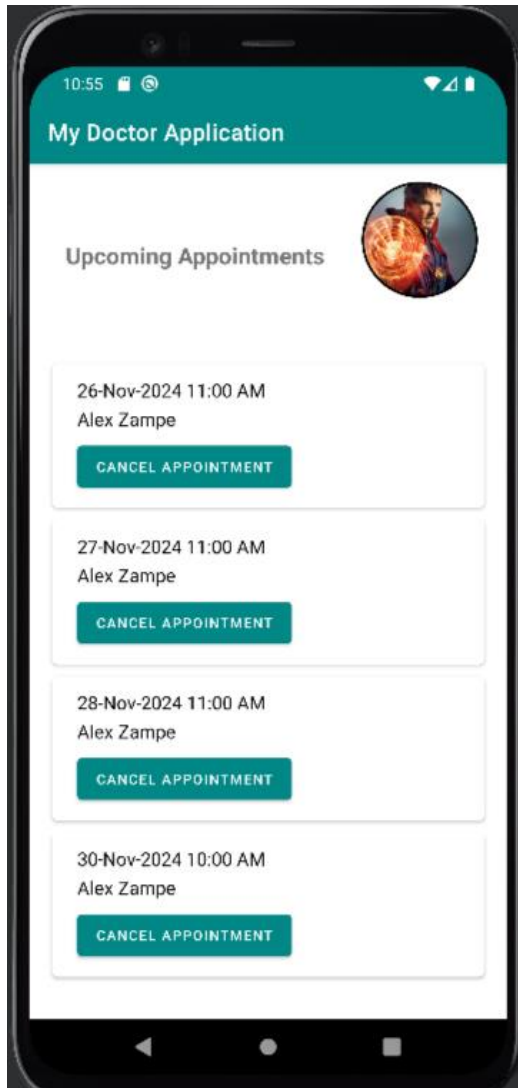 10:55
My Doctor Application
Upcoming Appointments
26-Nov-2024 11:00 AM
Alex Zampe
CANCEL APPOINTMENT
27-Nov-2024 11:00 AM
Alex Zampe
CANCEL APPOINTMENT
28-Nov-2024 11:00 AM
Alex Zampe
CANCEL APPOINTMENT
30-Nov-2024 10:00 AM
Alex Zampe
CANCEL APPOINTMENT